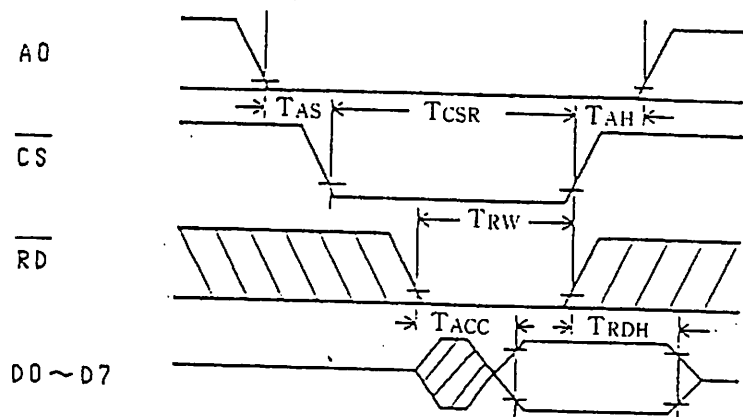 A0
TAS TCSR TAH
CS
TRW
RD
TACC TRDH
D0~D7